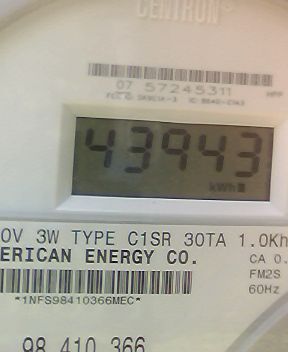 CENTRON®
07 57245311
43943
kWh
0V 3W TYPE C1SR 30TA 1.0Kh
ERICAN ENERGY CO.
CA 0.
FM2S
*1NFS98410366MEC*
60Hz
98 410 366